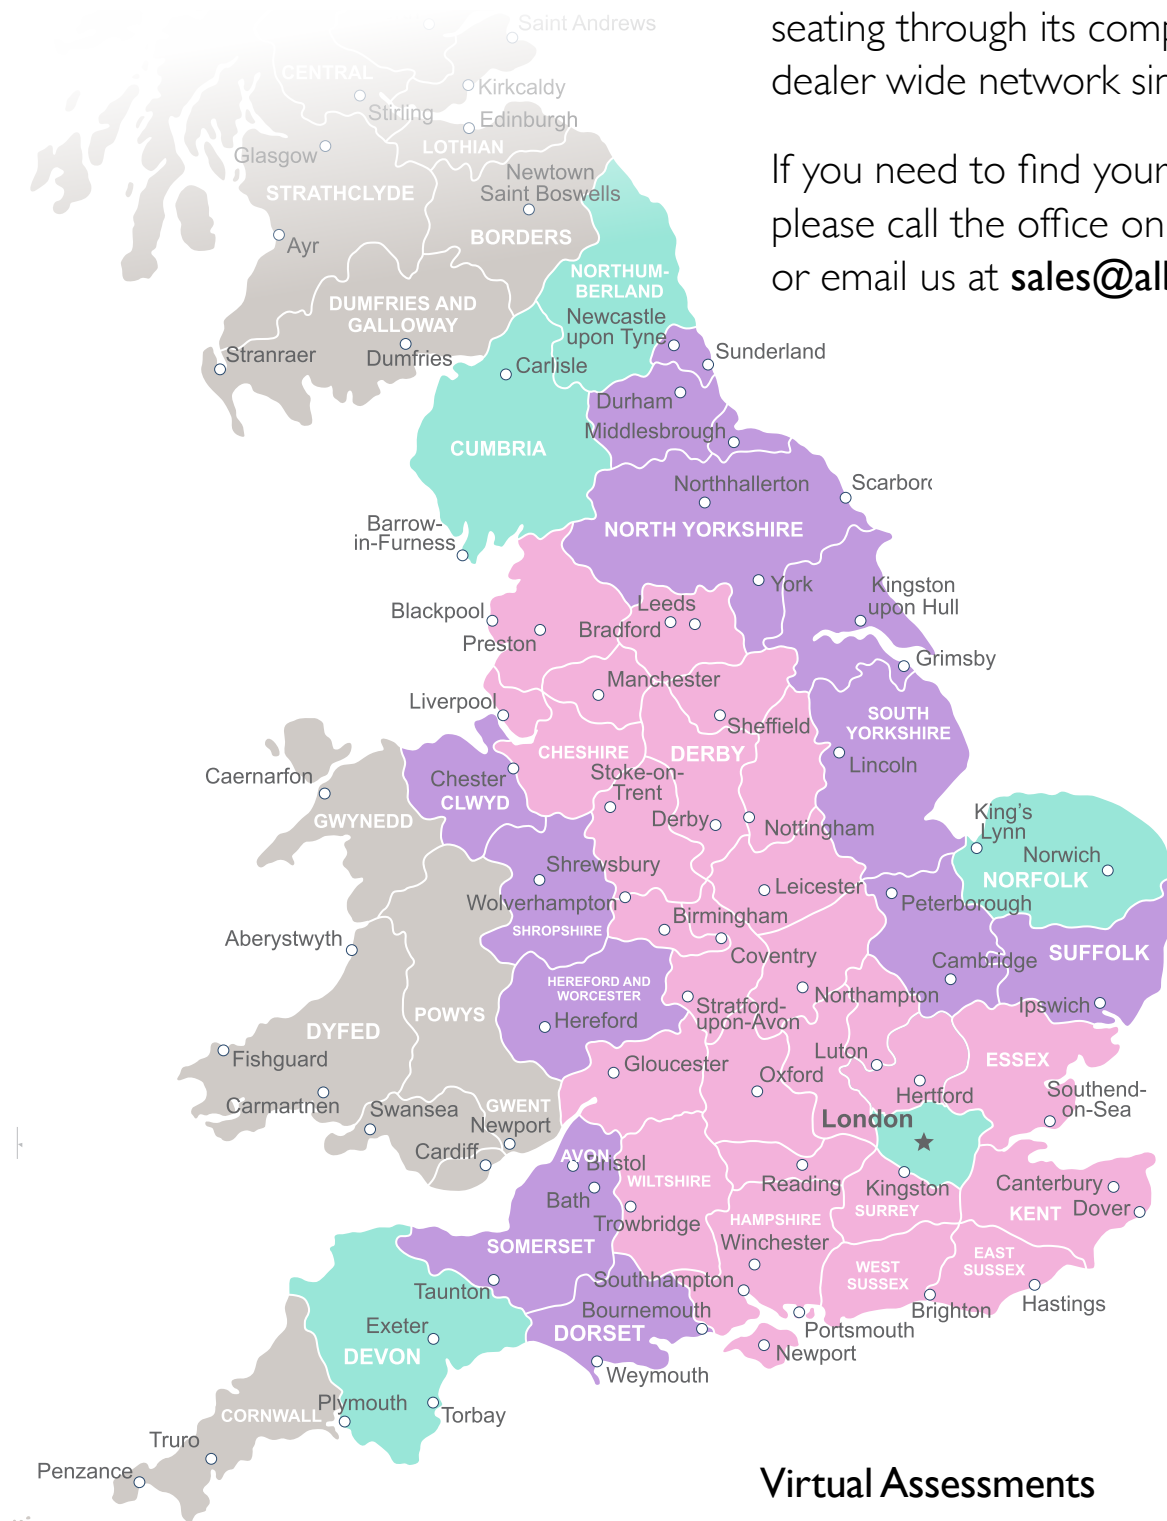 seating through its comp
dealer wide network sin
If you need to find your
please call the office on
or email us at sales@all
Saint Andrews
CENTRAL
Kirkcaldy
Stirling
Edinburgh
LOTHIAN
Glasgow
Newtown
Saint Boswells
STRATHCLYDE
BORDERS
Ayr
NORTHUM-
BERLAND
DUMFRIES AND
GALLOWAY
Newcastle
upon Tyne
Stranraer
Dumfries
Sunderland
Carlisle
Durham
Middlesbrough
CUMBRIA
Northhallerton
Scarboro
Barrow-
in-Furness
NORTH YORKSHIRE
York
Kingston
upon Hull
Blackpool
Leeds
Bradford
Preston
Grimsby
Manchester
Liverpool
Sheffield
SOUTH
YORKSHIRE
CHESHIRE
DERBY
Lincoln
Caernarfon
Chester
CLWYD
Stoke-on-
Trent
GWYNEDD
Derby
Nottingham
King's
Lynn
Norwich
NORFOLK
Shrewsbury
Leicester
Wolverhampton
Peterborough
Birmingham
SHROPSHIRE
Aberystwyth
Coventry
Cambridge
SUFFOLK
HEREFORD AND
WORCESTER
Northampton
Stratford-
upon-Avon
Ipswich
POWYS
Hereford
DYFED
Fishguard
Gloucester
Luton
ESSEX
Oxford
Hertford
Southend-
on-Sea
Carmartnen
Swansea
GWENT
Newport
London
Cardiff
AVON
Bristol
WILTSHIRE
Reading
Kingston
Canterbury
Bath
Trowbridge
HAMPSHIRE
SURREY
KENT
Dover
Winchester
SOMERSET
EAST
SUSSEX
WEST
SUSSEX
Taunton
Southhampton
Bournemouth
Brighton
Hastings
Exeter
DORSET
Portsmouth
DEVON
Newport
Weymouth
Plymouth
CORNWALL
Torbay
Truro
Penzance
Virtual Assessments